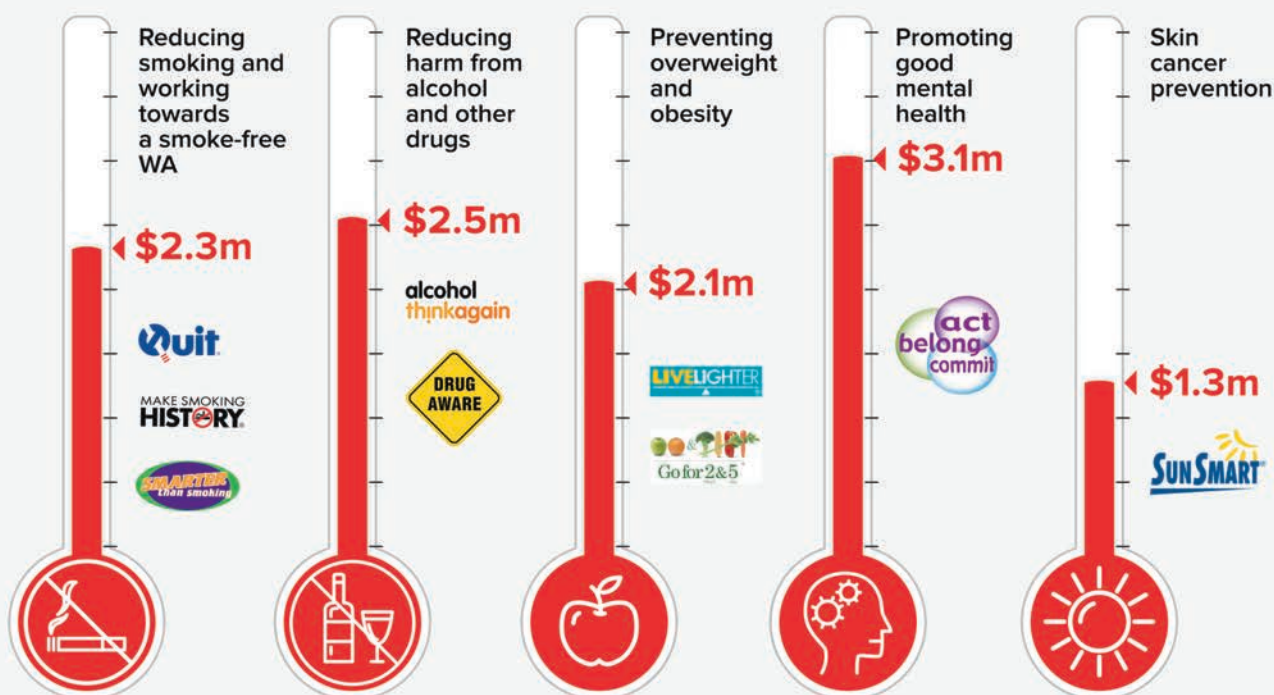 Reducing
smoking and
working
towards
a smoke-free
WA
$2.3m
Quit
MAKE SMOKING
HISTORY
SMARTER
than smoking
Reducing
harm from
alcohol
and other
drugs
$2.5m
alcohol
thinkagain
DRUG
AWARE
Preventing
overweight
and
obesity
$2.1m
LIVELIGHTER
&
Go for 2&5
Promoting
good
mental
health
$3.1m
act
belong
commit
Skin
cancer
prevention
$1.3m
SUNSMART